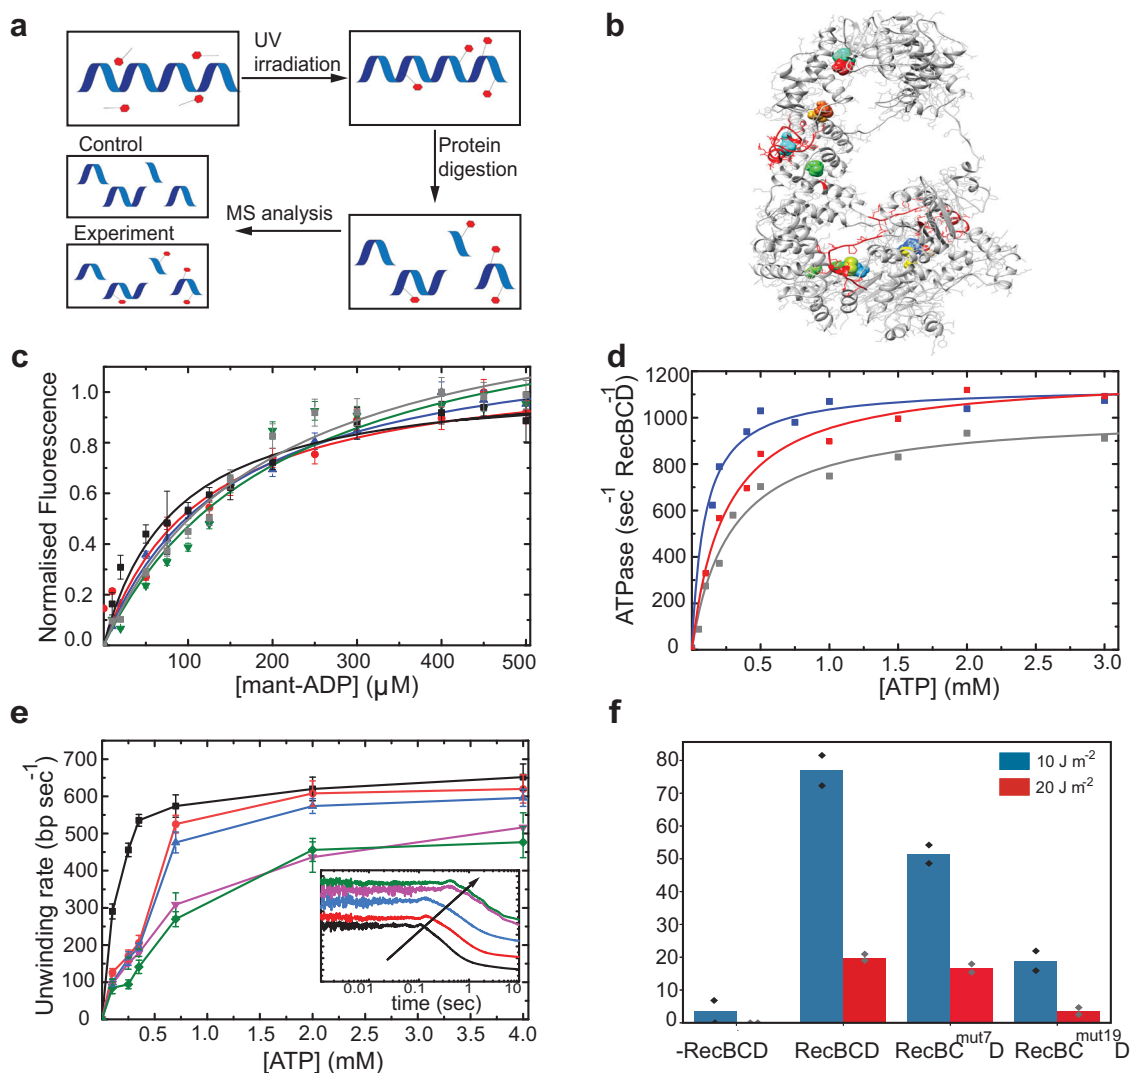 a
UV
irradiation
Control
Protein
digestion
MS analysis
Experiment
b
c
Normalised Fluorescence
1.0
0.8
0.6
0.4
0.2
0.0
100
200
300
400
500
[mant-ADP] (µM)
d
ATPase (sec⁻¹ RecBCD⁻¹)
1200
1000
800
600
400
200
0
0.5
1.0
1.5
2.0
2.5
3.0
[ATP] (mM)
e
Unwinding rate (bp sec⁻¹)
700
600
500
400
300
200
100
0
0.5
1.0
1.5
2.0
2.5
3.0
3.5
4.0
[ATP] (mM)
0.01
0.1
1
10
time (sec)
f
80
70
60
50
40
30
20
10
0
10 J m⁻²
20 J m⁻²
-RecBCD
RecBCD
RecBC^mut7 D
RecBC^mut19 D